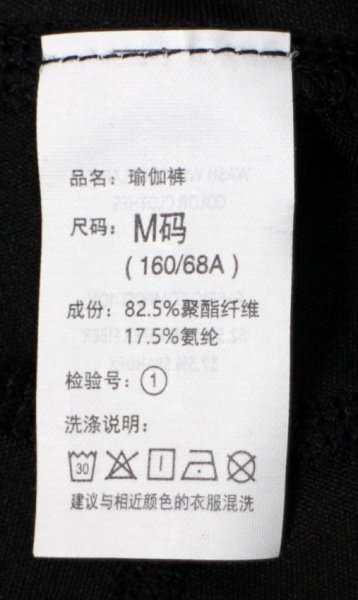 品名：瑜伽裤
尺码：M码
（160/68A）
成份：82.5%聚酯纤维
17.5%氨纶
检验号：①
洗涤说明：
30
建议与相近颜色的衣服混洗